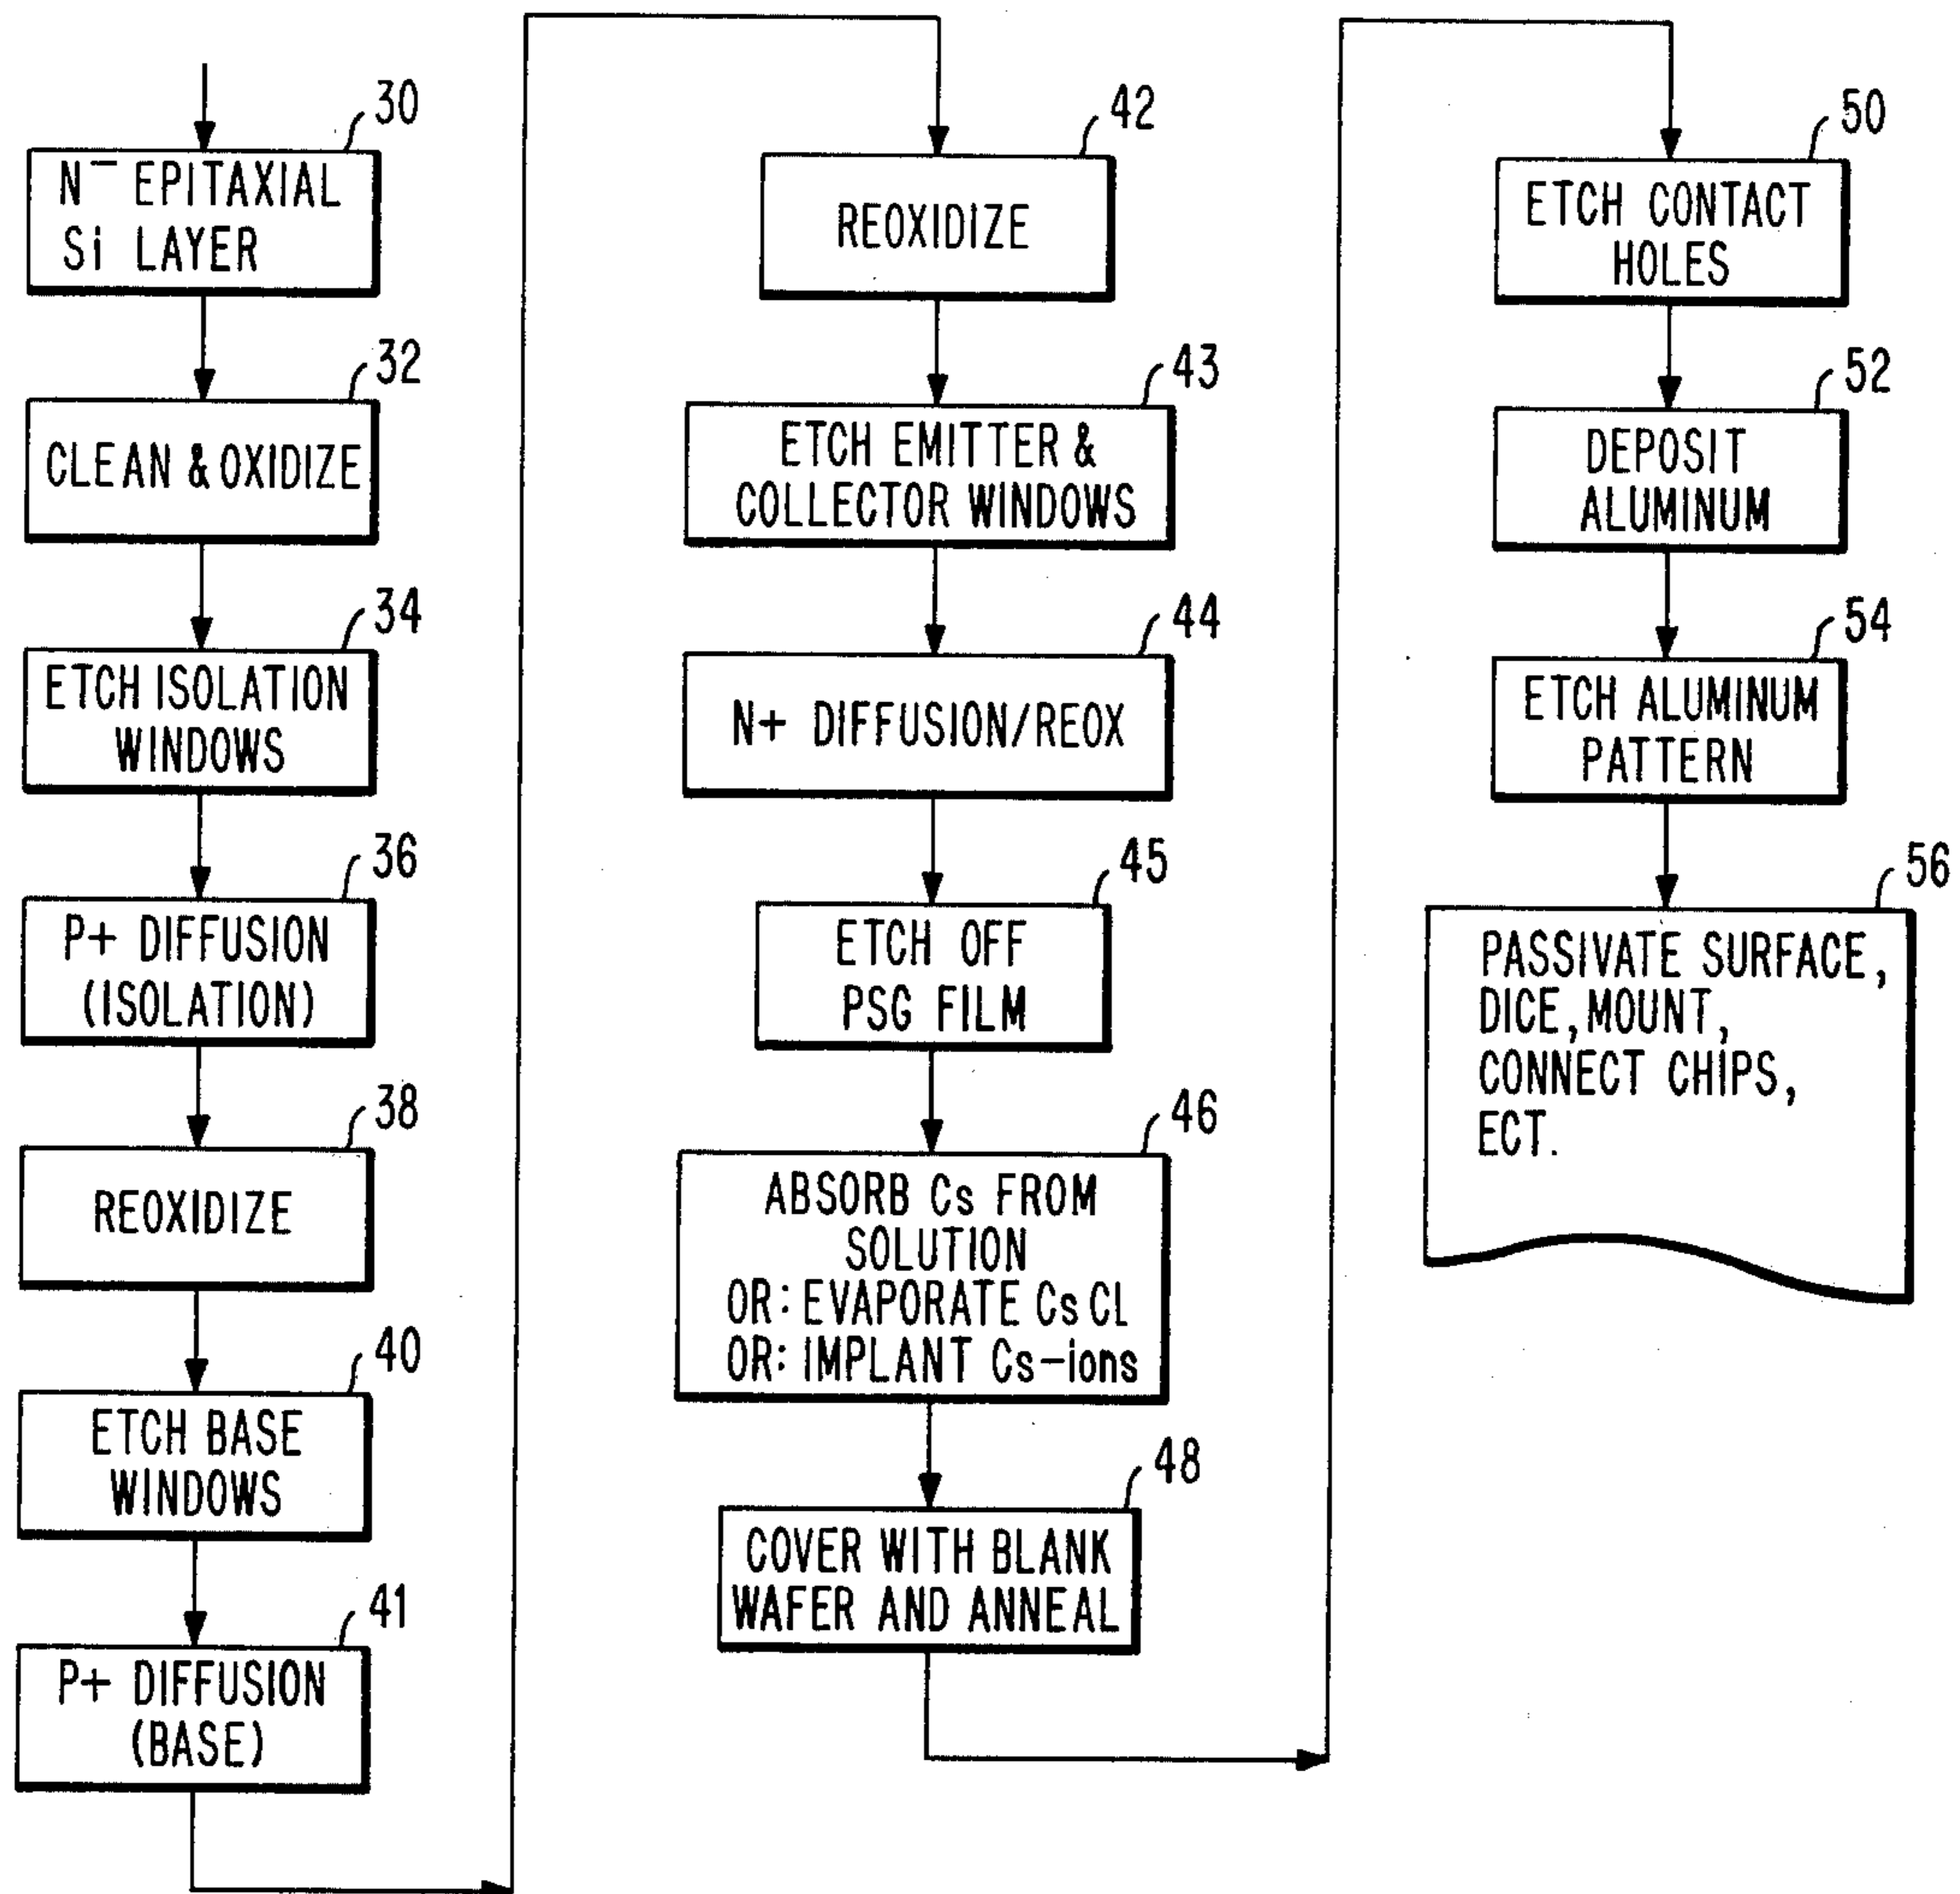 30
N⁻ EPITAXIAL
Si LAYER
32
CLEAN & OXIDIZE
34
ETCH ISOLATION
WINDOWS
36
P+ DIFFUSION
(ISOLATION)
38
REOXIDIZE
40
ETCH BASE
WINDOWS
41
P+ DIFFUSION
(BASE)
42
REOXIDIZE
43
ETCH EMITTER &
COLLECTOR WINDOWS
44
N+ DIFFUSION/REOX
45
ETCH OFF
PSG FILM
46
ABSORB Cs FROM
SOLUTION
OR: EVAPORATE Cs CL
OR: IMPLANT Cs-ions
48
COVER WITH BLANK
WAFER AND ANNEAL
50
ETCH CONTACT
HOLES
52
DEPOSIT
ALUMINUM
54
ETCH ALUMINUM
PATTERN
56
PASSIVATE SURFACE,
DICE, MOUNT,
CONNECT CHIPS,
ECT.